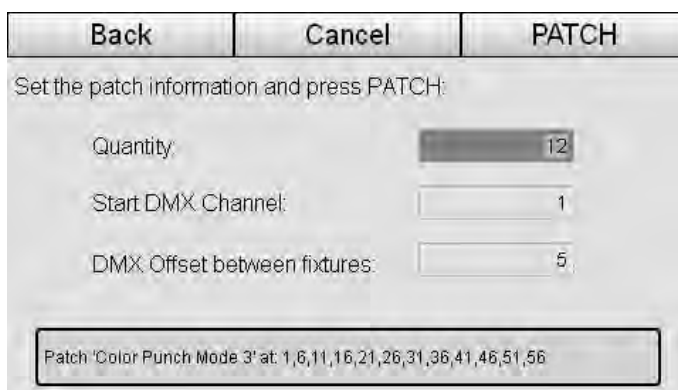 Back Cancel PATCH
Set the patch information and press PATCH:
Quantity: 12
Start DMX Channel: 1
DMX Offset between fixtures: 5
Patch 'Color Punch Mode 3' at: 1,6,11,16,21,26,31,36,41,46,51,56